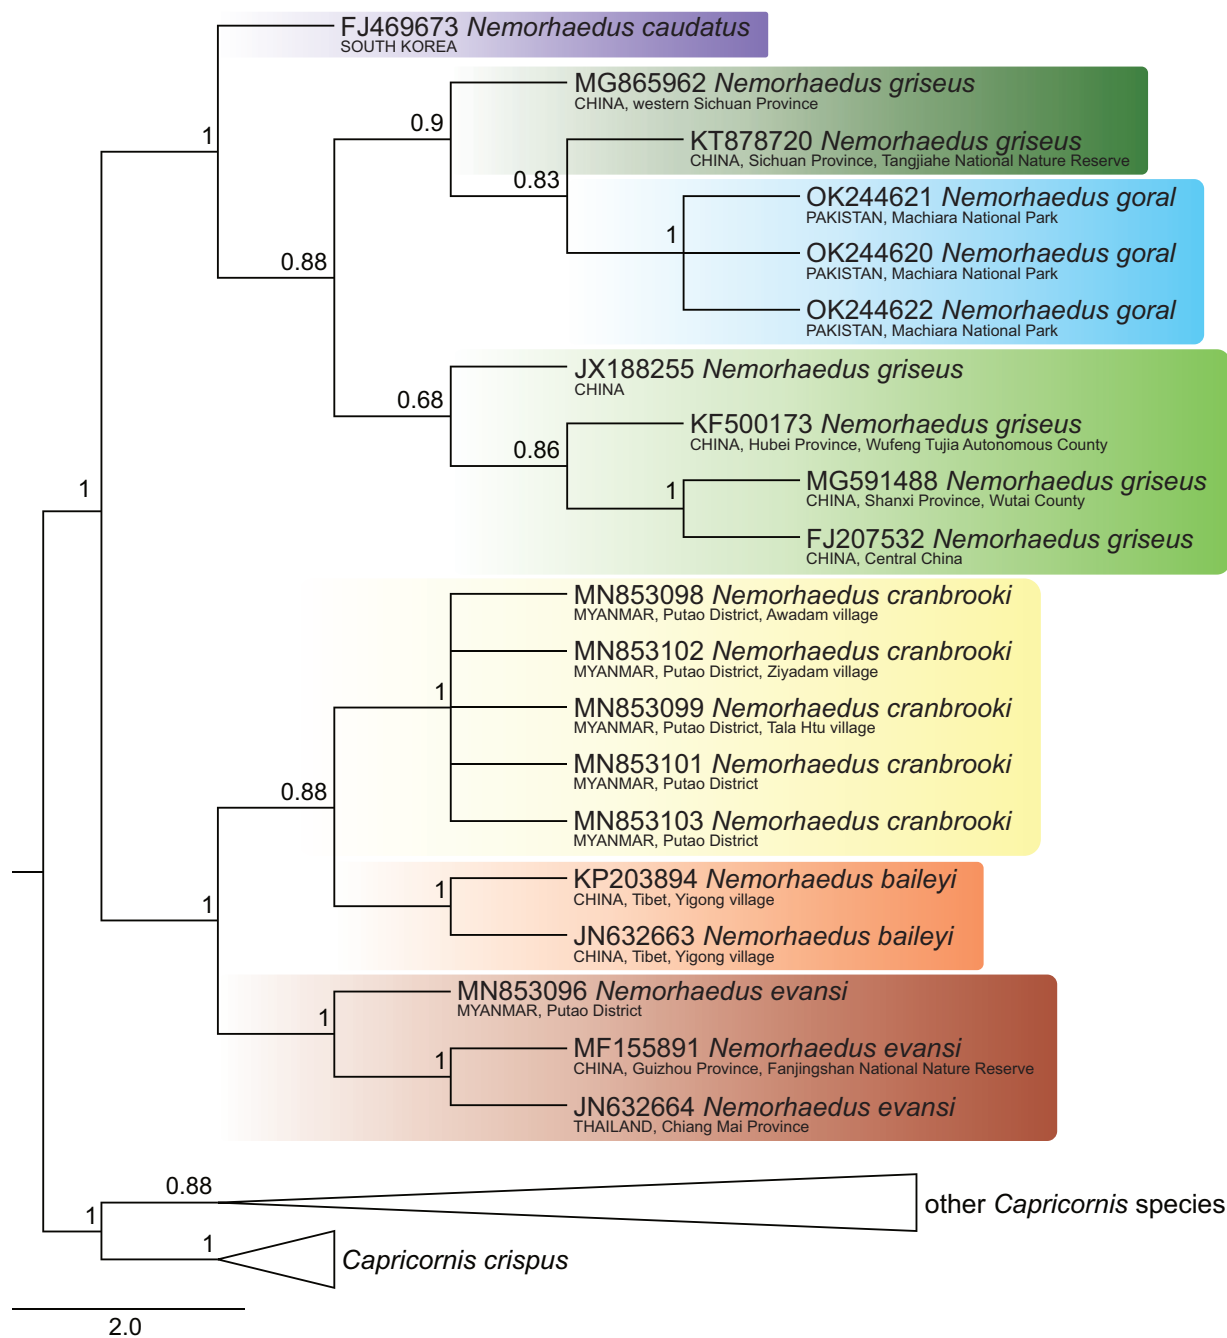 FJ469673 Nemorhaedus caudatus
SOUTH KOREA
MG865962 Nemorhaedus griseus
CHINA, western Sichuan Province
0.9
1
KT878720 Nemorhaedus griseus
CHINA, Sichuan Province, Tangjiahe National Nature Reserve
0.83
OK244621 Nemorhaedus goral
PAKISTAN, Machiara National Park
1
OK244620 Nemorhaedus goral
PAKISTAN, Machiara National Park
0.88
OK244622 Nemorhaedus goral
PAKISTAN, Machiara National Park
JX188255 Nemorhaedus griseus
CHINA
0.68
KF500173 Nemorhaedus griseus
CHINA, Hubei Province, Wufeng Tujia Autonomous County
0.86
MG591488 Nemorhaedus griseus
CHINA, Shanxi Province, Wutai County
1
1
FJ207532 Nemorhaedus griseus
CHINA, Central China
MN853098 Nemorhaedus cranbrooki
MYANMAR, Putao District, Awadam village
MN853102 Nemorhaedus cranbrooki
MYANMAR, Putao District, Ziyadam village
1
MN853099 Nemorhaedus cranbrooki
MYANMAR, Putao District, Tala Htu village
MN853101 Nemorhaedus cranbrooki
MYANMAR, Putao District
0.88
MN853103 Nemorhaedus cranbrooki
MYANMAR, Putao District
KP203894 Nemorhaedus baileyi
CHINA, Tibet, Yigong village
1
1
JN632663 Nemorhaedus baileyi
CHINA, Tibet, Yigong village
MN853096 Nemorhaedus evansi
MYANMAR, Putao District
1
MF155891 Nemorhaedus evansi
CHINA, Guizhou Province, Fanjingshan National Nature Reserve
1
JN632664 Nemorhaedus evansi
THAILAND, Chiang Mai Province
0.88
other Capricornis species
1
1
Capricornis crispus
2.0